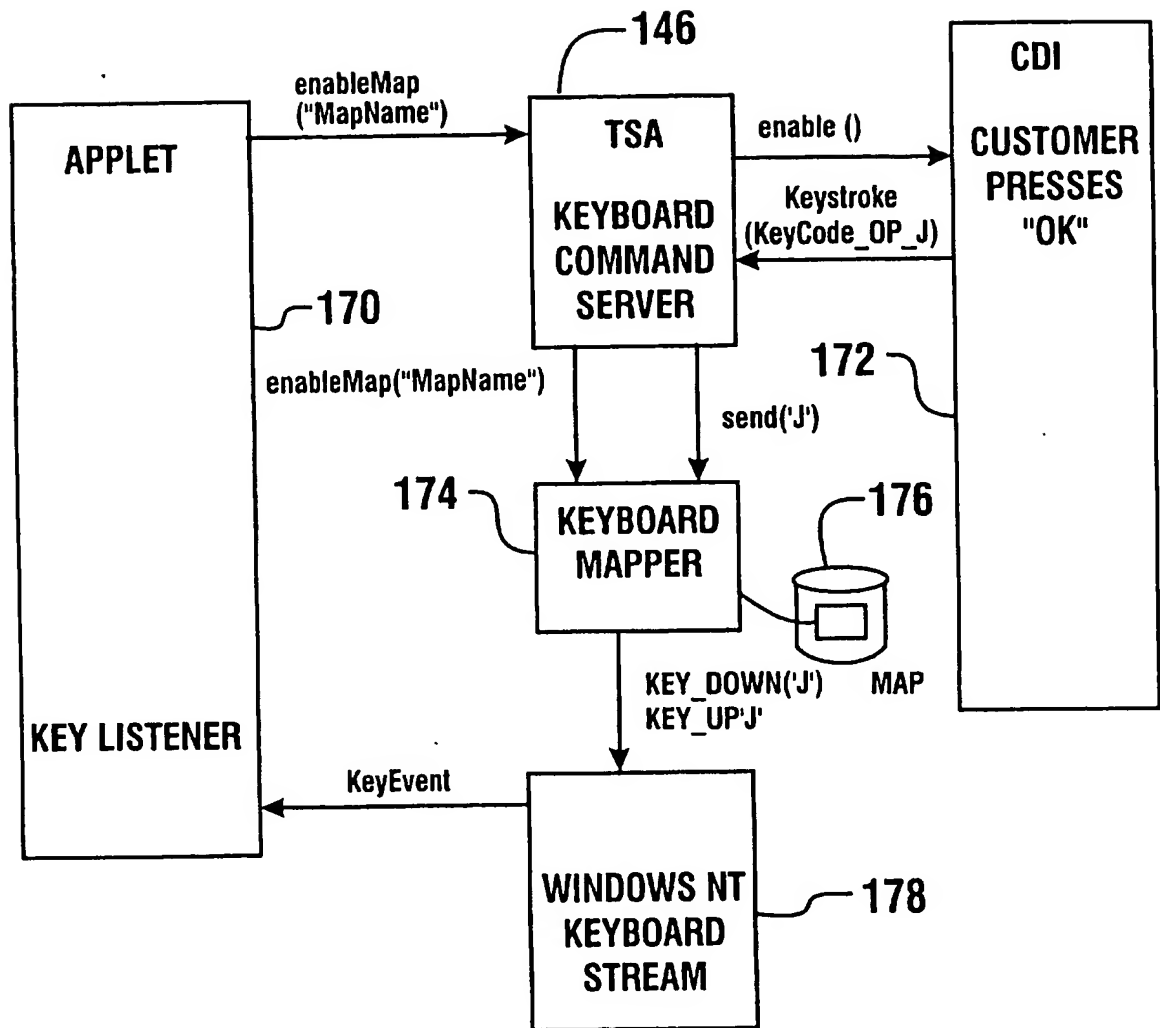 146
enableMap
("MapName")
APPLET
TSA
KEYBOARD
COMMAND
SERVER
enable ()
Keystroke
(KeyCode_OP_J)
CDI
CUSTOMER
PRESSES
"OK"
170
172
enableMap("MapName")
send('J')
174
KEYBOARD
MAPPER
176
KEY_DOWN('J')
KEY_UP'J'
MAP
KEY LISTENER
KeyEvent
WINDOWS NT
KEYBOARD
STREAM
178